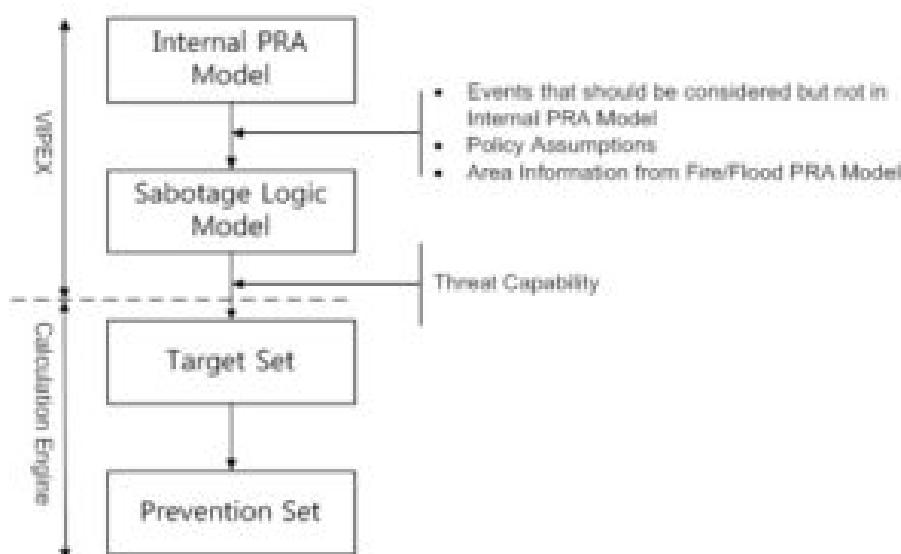 Internal PRA
Model
• Events that should be considered but not in
Internal PRA Model
• Policy Assumptions
• Area Information from Fire/Flood PRA Model
VIPEX
Sabotage Logic
Model
Threat Capability
Target Set
Calculation Engine
Prevention Set